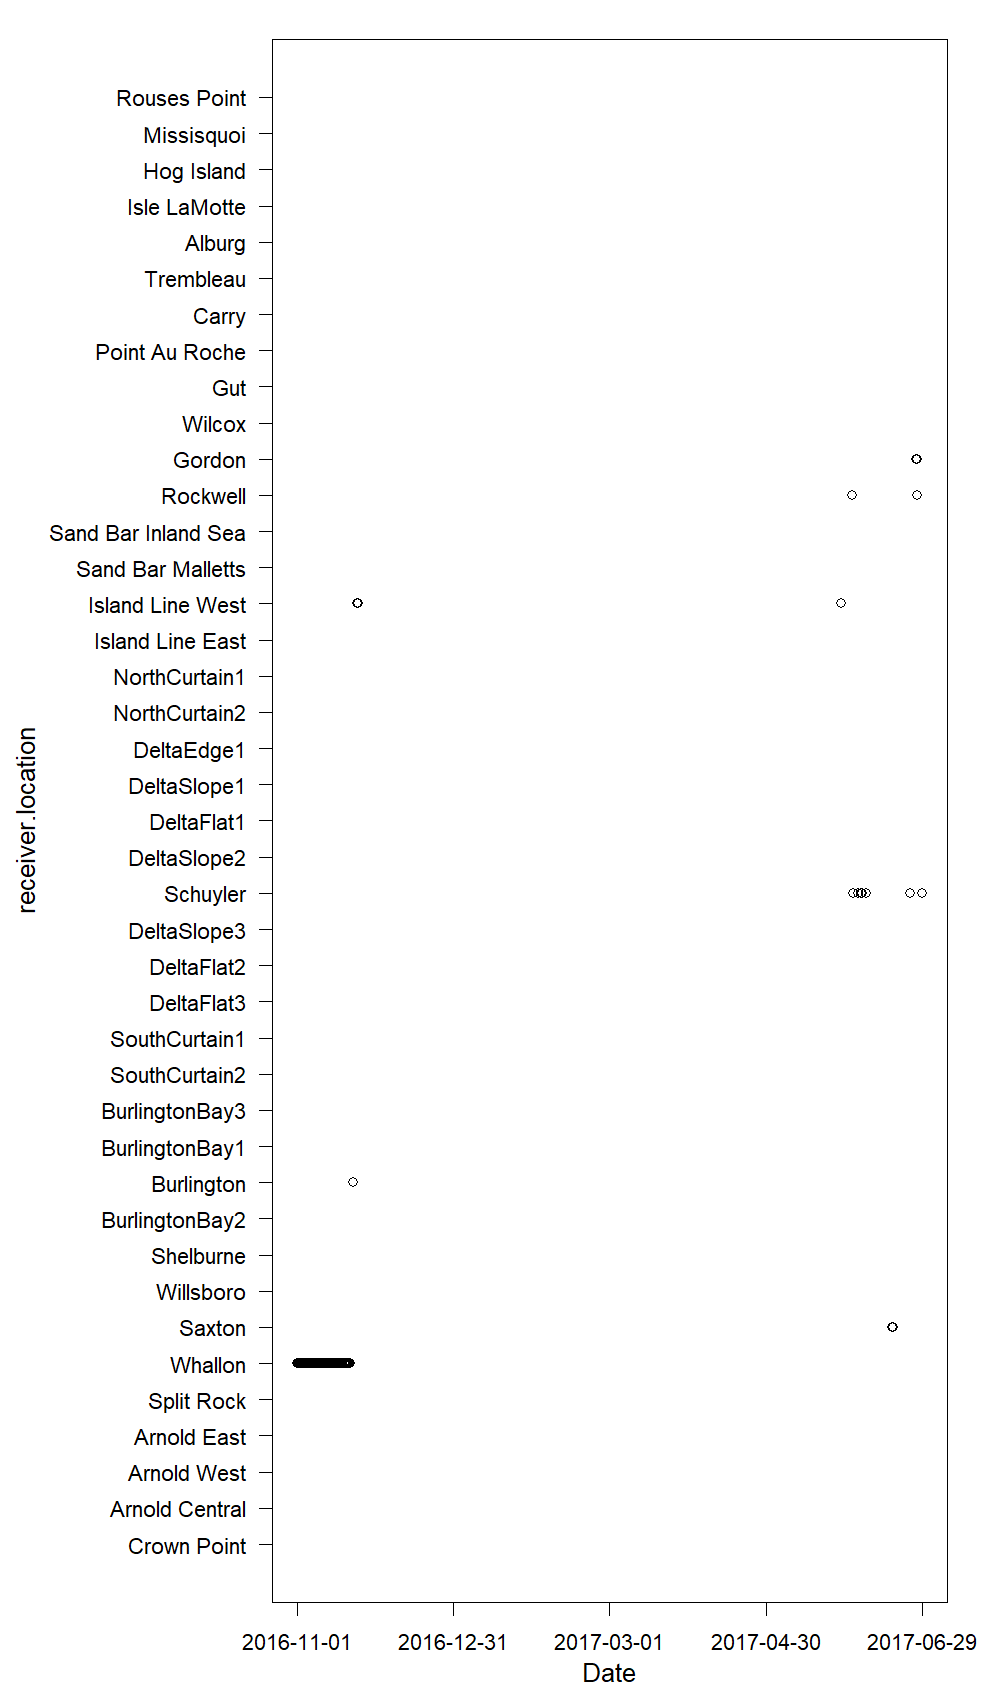 Rouses Point
Missisquoi
Hog Island
Isle LaMotte
Alburg
Trembleau
Carry
Point Au Roche
Gut
Wilcox
Gordon
Rockwell
Sand Bar Inland Sea
Sand Bar Malletts
Island Line West
Island Line East
NorthCurtain1
NorthCurtain2
DeltaEdge1
DeltaSlope1
DeltaFlat1
DeltaSlope2
Schuyler
DeltaSlope3
DeltaFlat2
DeltaFlat3
SouthCurtain1
SouthCurtain2
BurlingtonBay3
BurlingtonBay1
Burlington
BurlingtonBay2
Shelburne
Willsboro
Saxton
Whallon
Split Rock
Arnold East
Arnold West
Arnold Central
Crown Point
receiver.location
2016-11-01 2016-12-31 2017-03-01 2017-04-30 2017-06-29
Date